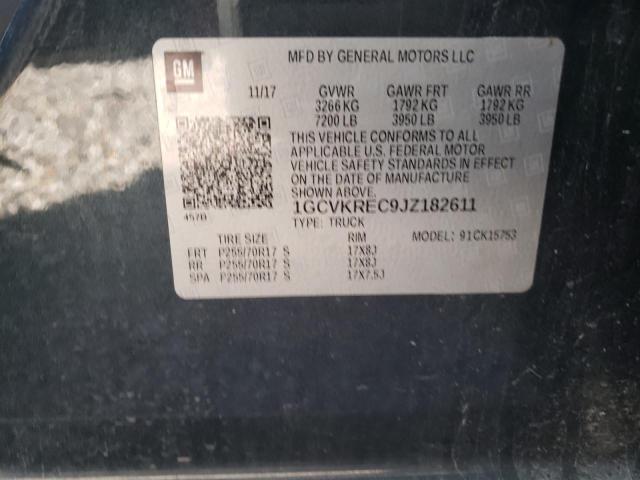 GM
MFD BY GENERAL MOTORS LLC
11/17 GVWR GAWR FRT GAWR RR
3266 KG 1792 KG 1792 KG
7200 LB 3950 LB 3950 LB
THIS VEHICLE CONFORMS TO ALL
APPLICABLE U.S. FEDERAL MOTOR
VEHICLE SAFETY STANDARDS IN EFFECT
ON THE DATE OF MANUFACTURE
SHOWN ABOVE.
1GCVKREC9JZ182611
457B TYPE: TRUCK
TIRE SIZE RIM MODEL: 91CK15753
FRT P255/70R17 S 17X8J
RR P255/70R17 S 17X8J
SPA P255/70R17 S 17X7.5J